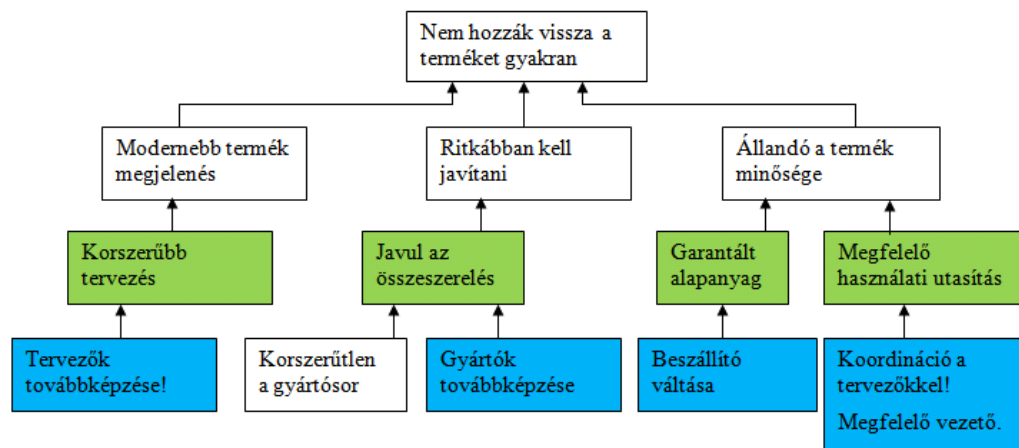 Nem hozzák vissza a
terméket gyakran
Modernebb termék
megjelenés
Ritkábban kell
javítani
Állandó a termék
minősége
Korszerűbb
tervezés
Javul az
összeszerelés
Garantált
alapanyag
Megfelelő
használati utasítás
Tervezők
továbbképzése!
Korszerűtlen
a gyártósor
Gyártók
továbbképzése
Beszállító
váltása
Koordináció a
tervezőkkel!
Megfelelő vezető.